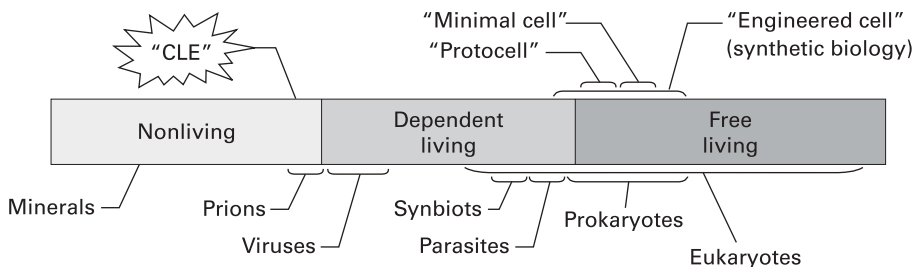 “Minimal cell”
“Protocell”
“Engineered cell”
(synthetic biology)
“CLE”
Nonliving
Dependent
living
Free
living
Minerals
Prions
Viruses
Synbiots
Parasites
Prokaryotes
Eukaryotes